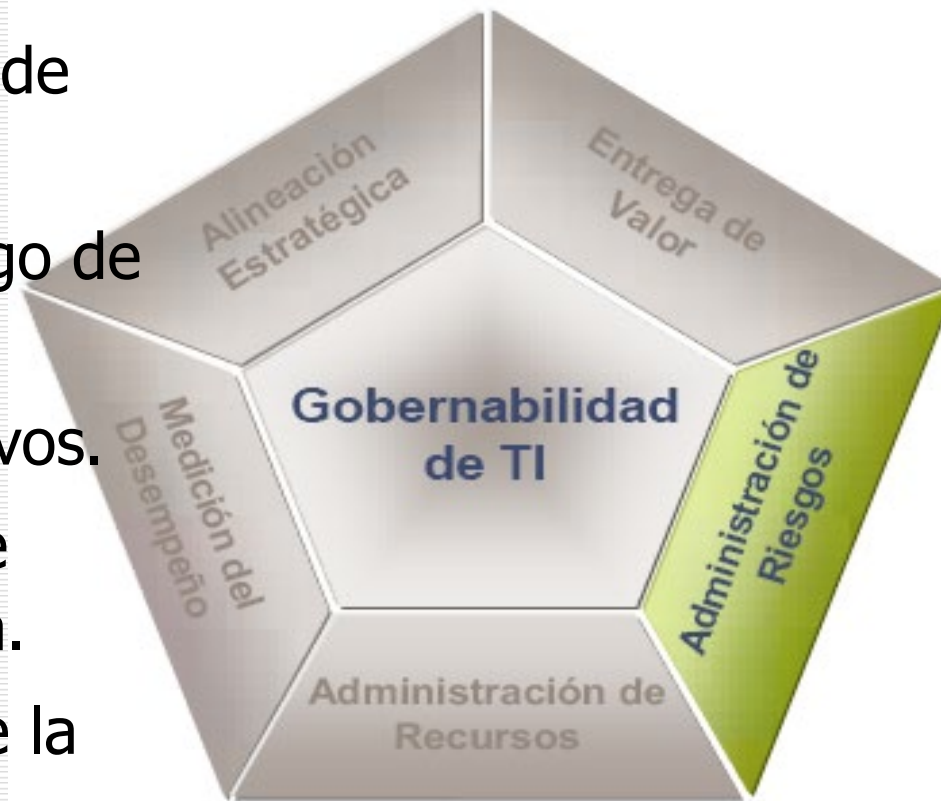 de
go de
vos.
e
.
e la
Alineación
Estratégica
Entrega de
Valor
Gobernabilidad
de TI
Medición del
Desempeño
Administración de
Riesgos
Administración de
Recursos